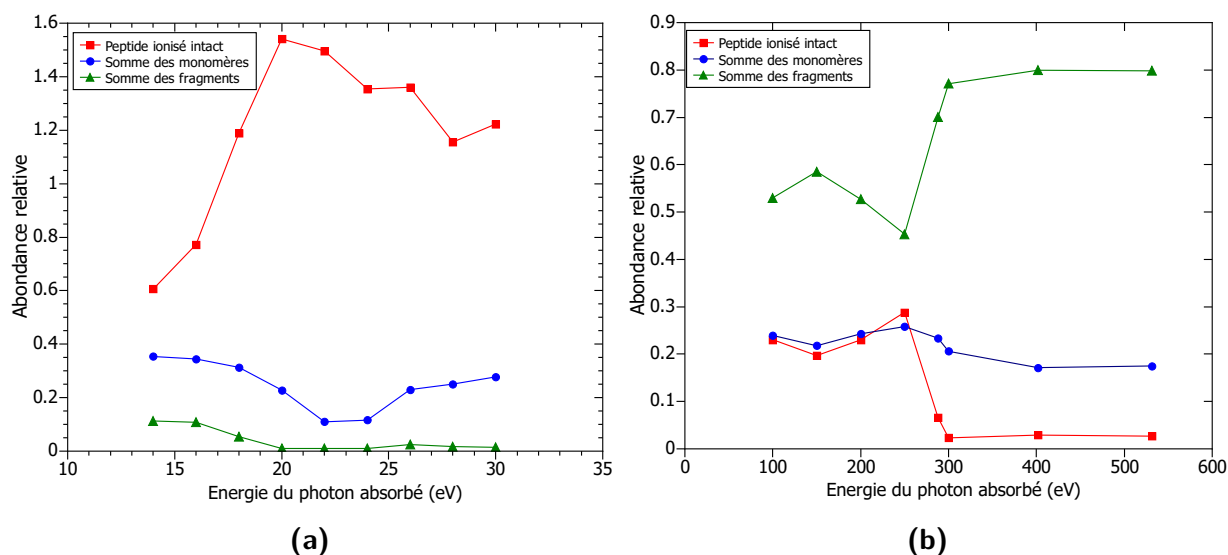 1.6
1.4
1.2
1
0.8
0.6
0.4
0.2
0
Abondance relative
Peptide ionisé intact
Somme des monomères
Somme des fragments
10 15 20 25 30 35
Energie du photon absorbé (eV)
(a)
0.9
0.8
0.7
0.6
0.5
0.4
0.3
0.2
0.1
0
Abondance relative
Peptide ionisé intact
Somme des monomères
Somme des fragments
0 100 200 300 400 500 600
Energie du photon absorbé (eV)
(b)